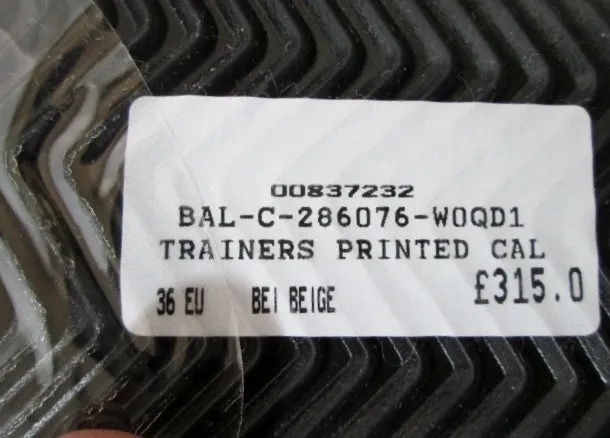 00837232
BAL-C-286076-W0QD1
TRAINERS PRINTED CAL
36 EU BEI BEIGE £315.0